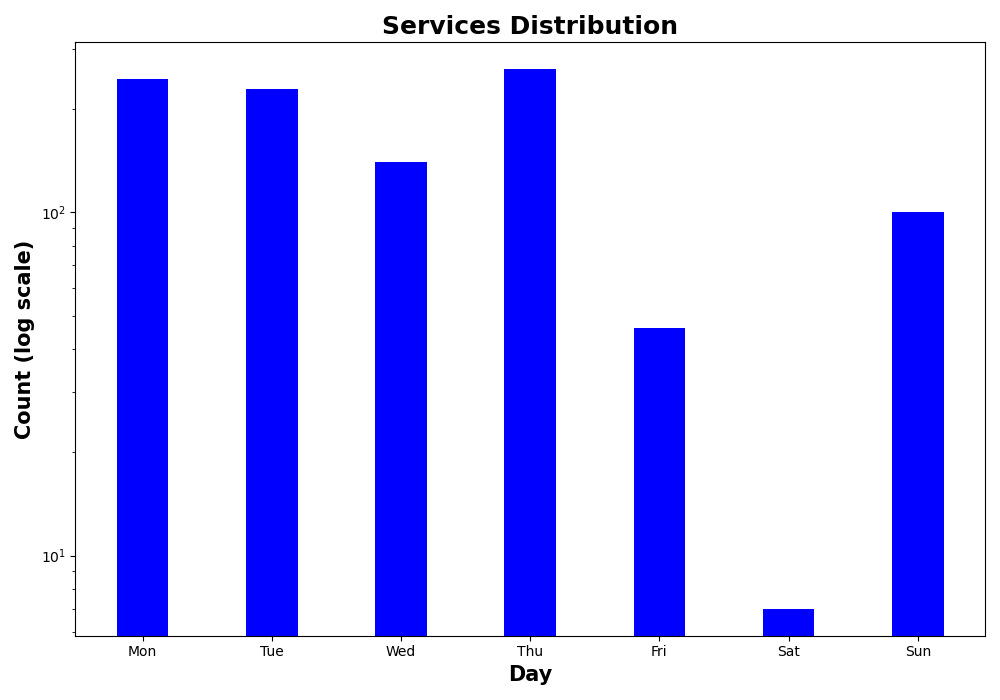 Services Distribution
Count (log scale)
10²
10¹
Mon Tue Wed Thu Fri Sat Sun
Day